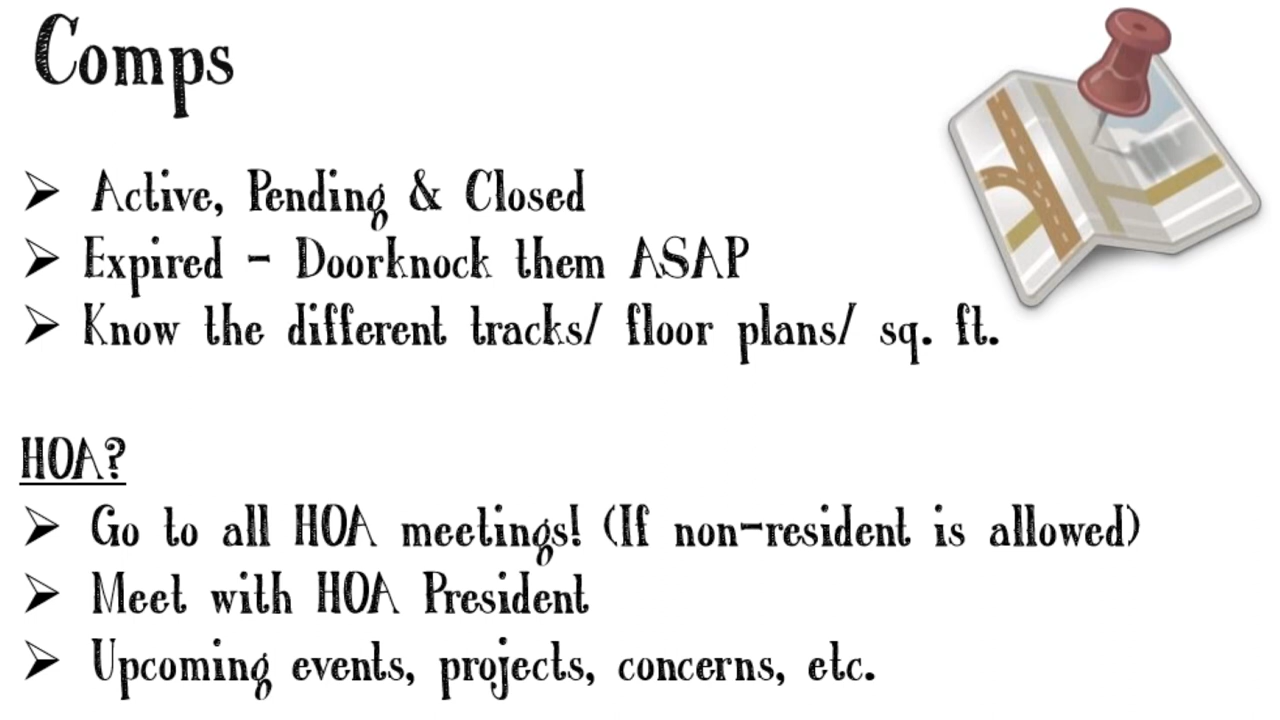 Comps
➢ Active, Pending & Closed
➢ Expired - Doorknock them ASAP
➢ Know the different tracks/ floor plans/ sq. ft.
HOA?
➢ Go to all HOA meetings! (If non-resident is allowed)
➢ Meet with HOA President
➢ Upcoming events, projects, concerns, etc.